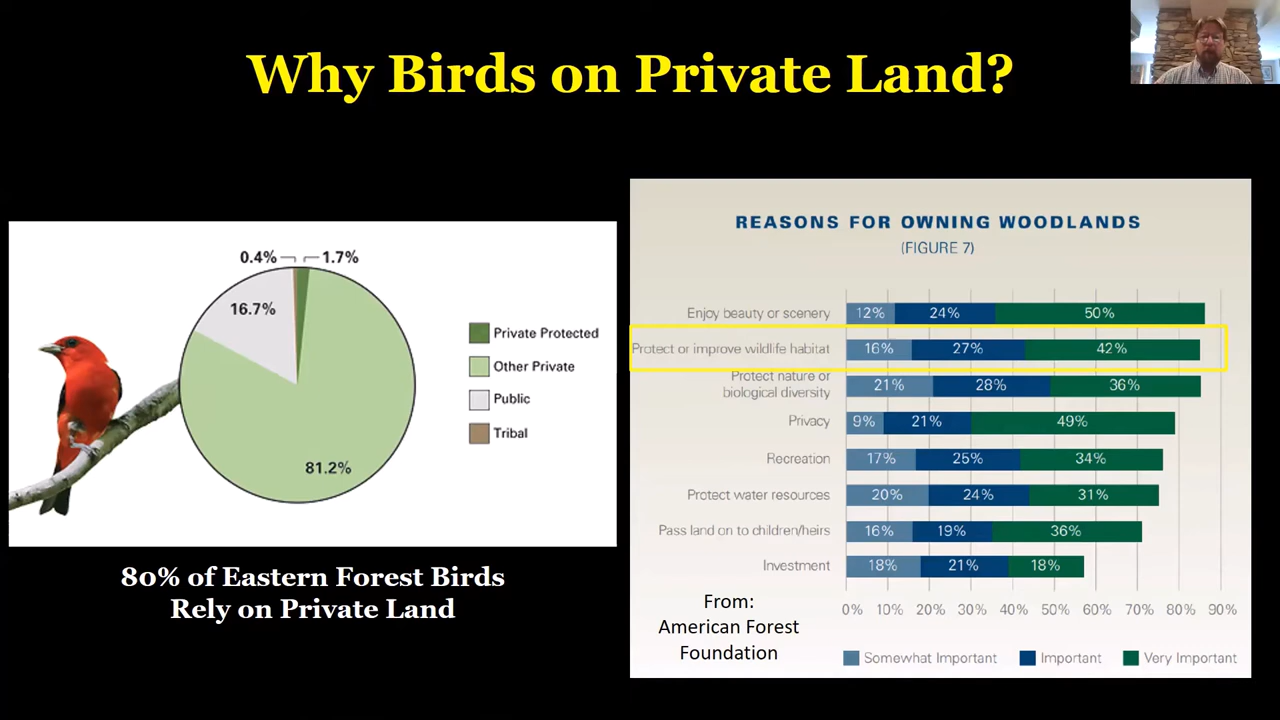 Why Birds on Private Land?
0.4%
1.7%
16.7%
81.2%
Private Protected
Other Private
Public
Tribal
80% of Eastern Forest Birds
Rely on Private Land
REASONS FOR OWNING WOODLANDS
(FIGURE 7)
Enjoy beauty or scenery 12% 24% 50%
Protect or improve wildlife habitat 16% 27% 42%
Protect nature or
biological diversity 21% 28% 36%
Privacy 9% 21% 49%
Recreation 17% 25% 34%
Protect water resources 20% 24% 31%
Pass land on to children/heirs 16% 19% 36%
Investment 18% 21% 18%
0% 10% 20% 30% 40% 50% 60% 70% 80% 90%
From:
American Forest
Foundation
Somewhat Important Important Very Important